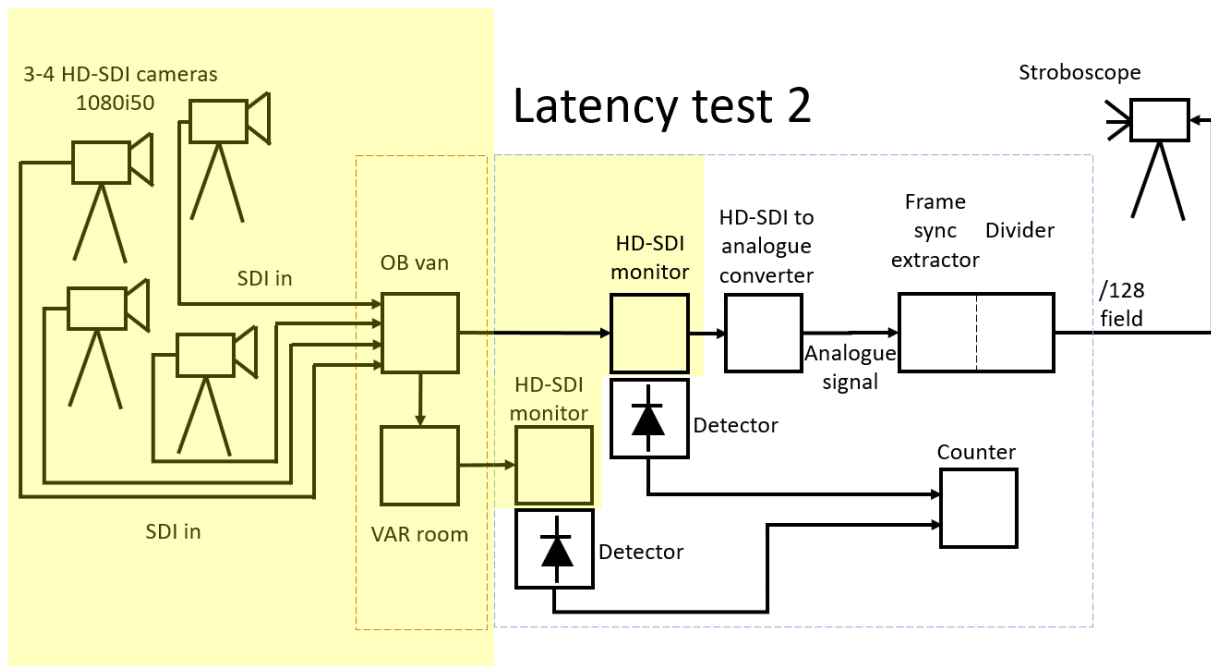 3-4 HD-SDI cameras
1080i50
Stroboscope
Latency test 2
SDI in
OB van
HD-SDI
monitor
HD-SDI to
analogue
converter
Frame
sync
extractor
Divider
/128
field
Analogue
signal
HD-SDI
monitor
Detector
Counter
SDI in
VAR room
Detector